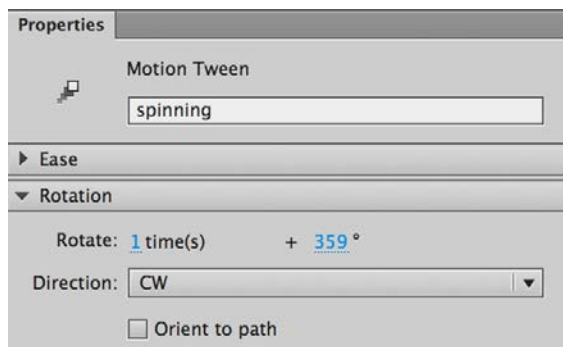 Properties
Motion Tween
spinning
Ease
Rotation
Rotate: 1 time(s) + 359 °
Direction: CW
Orient to path